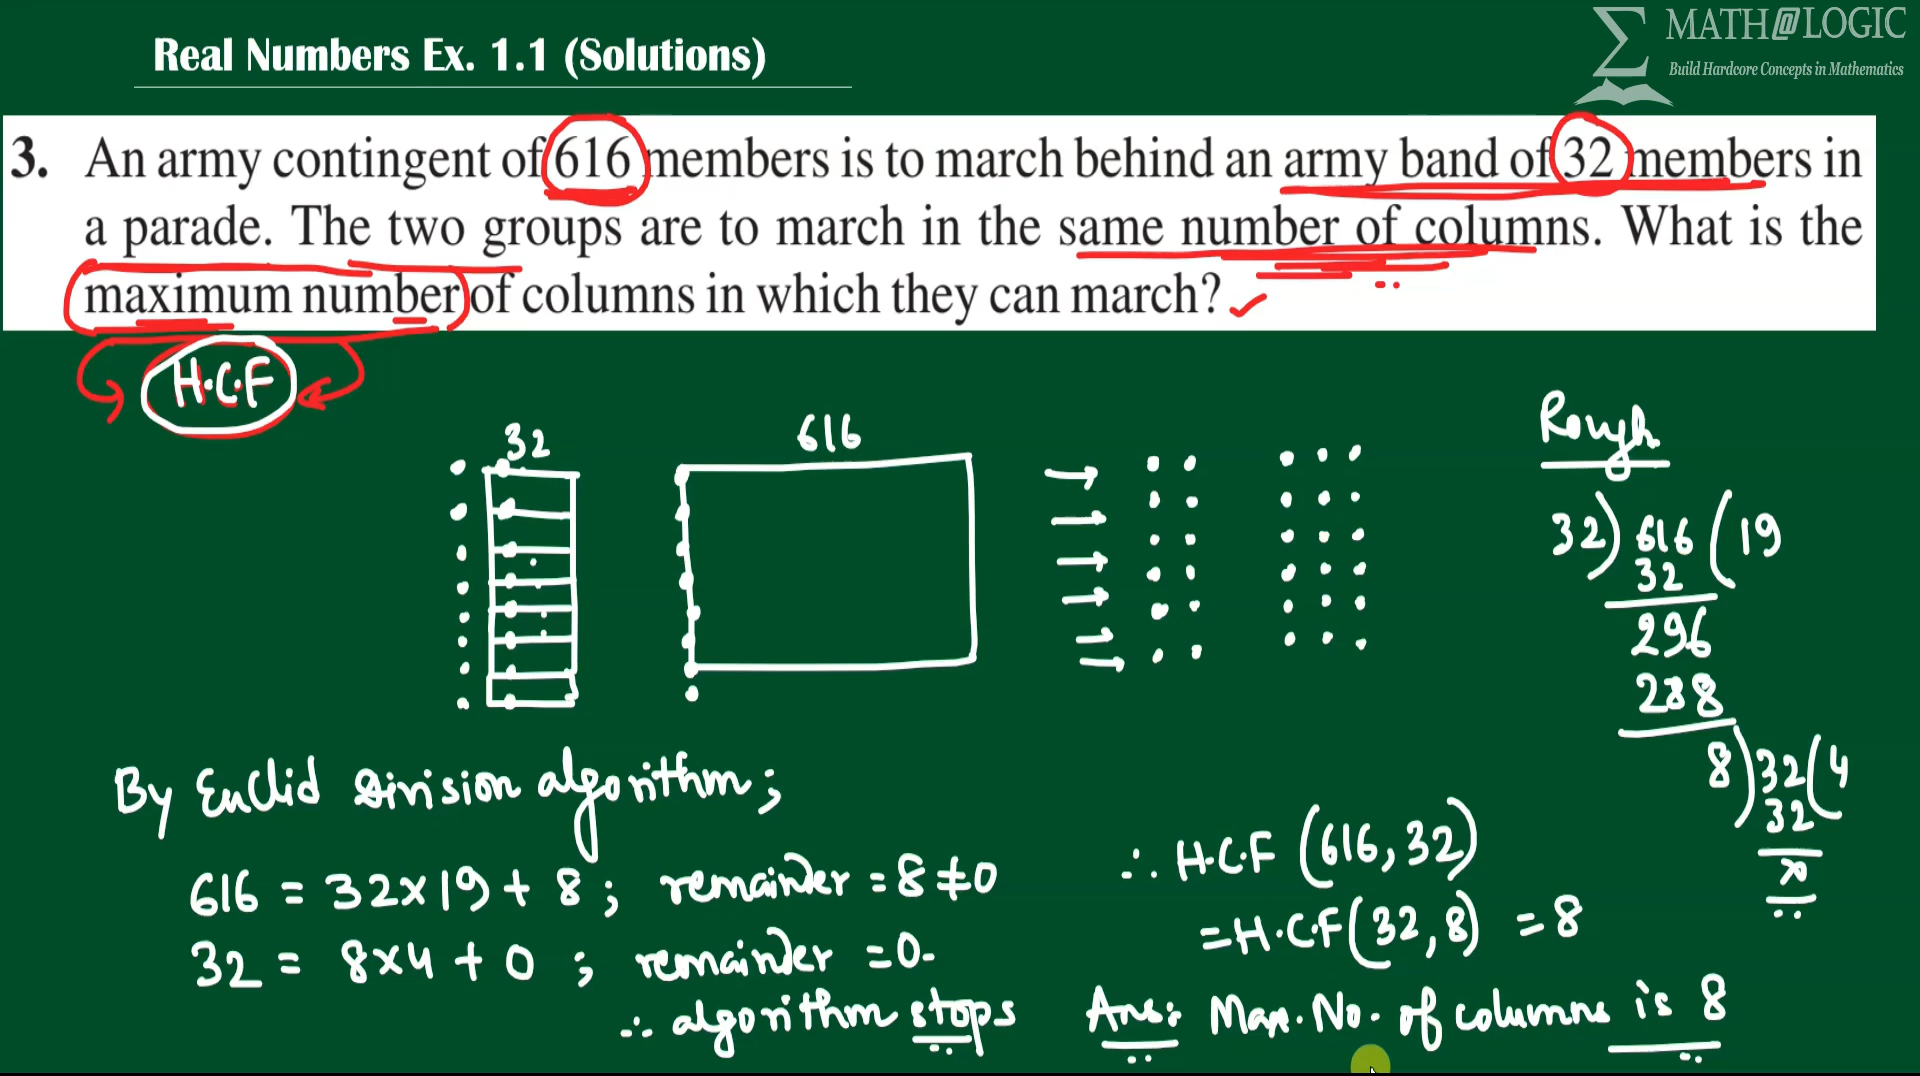 Real Numbers Ex. 1.1 (Solutions)
MATH@LOGIC
Build Hardcore Concepts in Mathematics
3. An army contingent of 616 members is to march behind an army band of 32 members in
a parade. The two groups are to march in the same number of columns. What is the
maximum number of columns in which they can march?
H.C.F
32
616
Rough
32) 616 (19
32
296
288
8) 32 (4
32
x
By Euclid Division algorithm;
616 = 32×19 + 8 ; remainder = 8 ≠ 0
32 = 8×4 + 0 ; remainder = 0.
∴ algorithm stops
∴ H.C.F (616, 32)
= H.C.F (32, 8) = 8
Ans: Max. No. of columns is 8